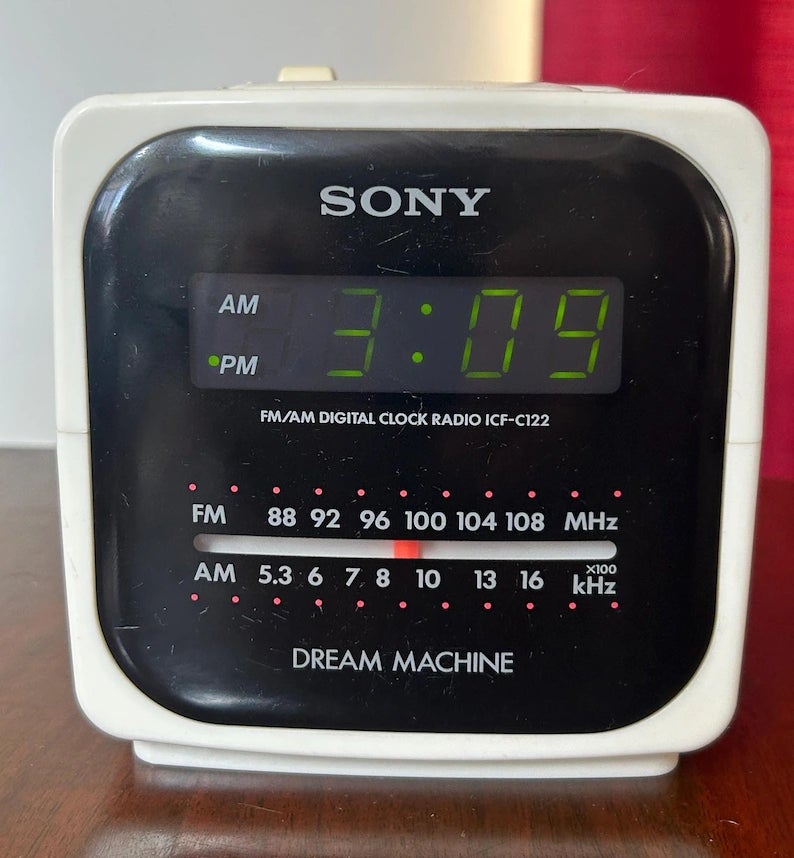 SONY
AM
3:09
PM
FM/AM DIGITAL CLOCK RADIO ICF-C122
FM 88 92 96 100 104 108 MHz
AM 5.3 6 7 8 10 13 16 x100 kHz
DREAM MACHINE